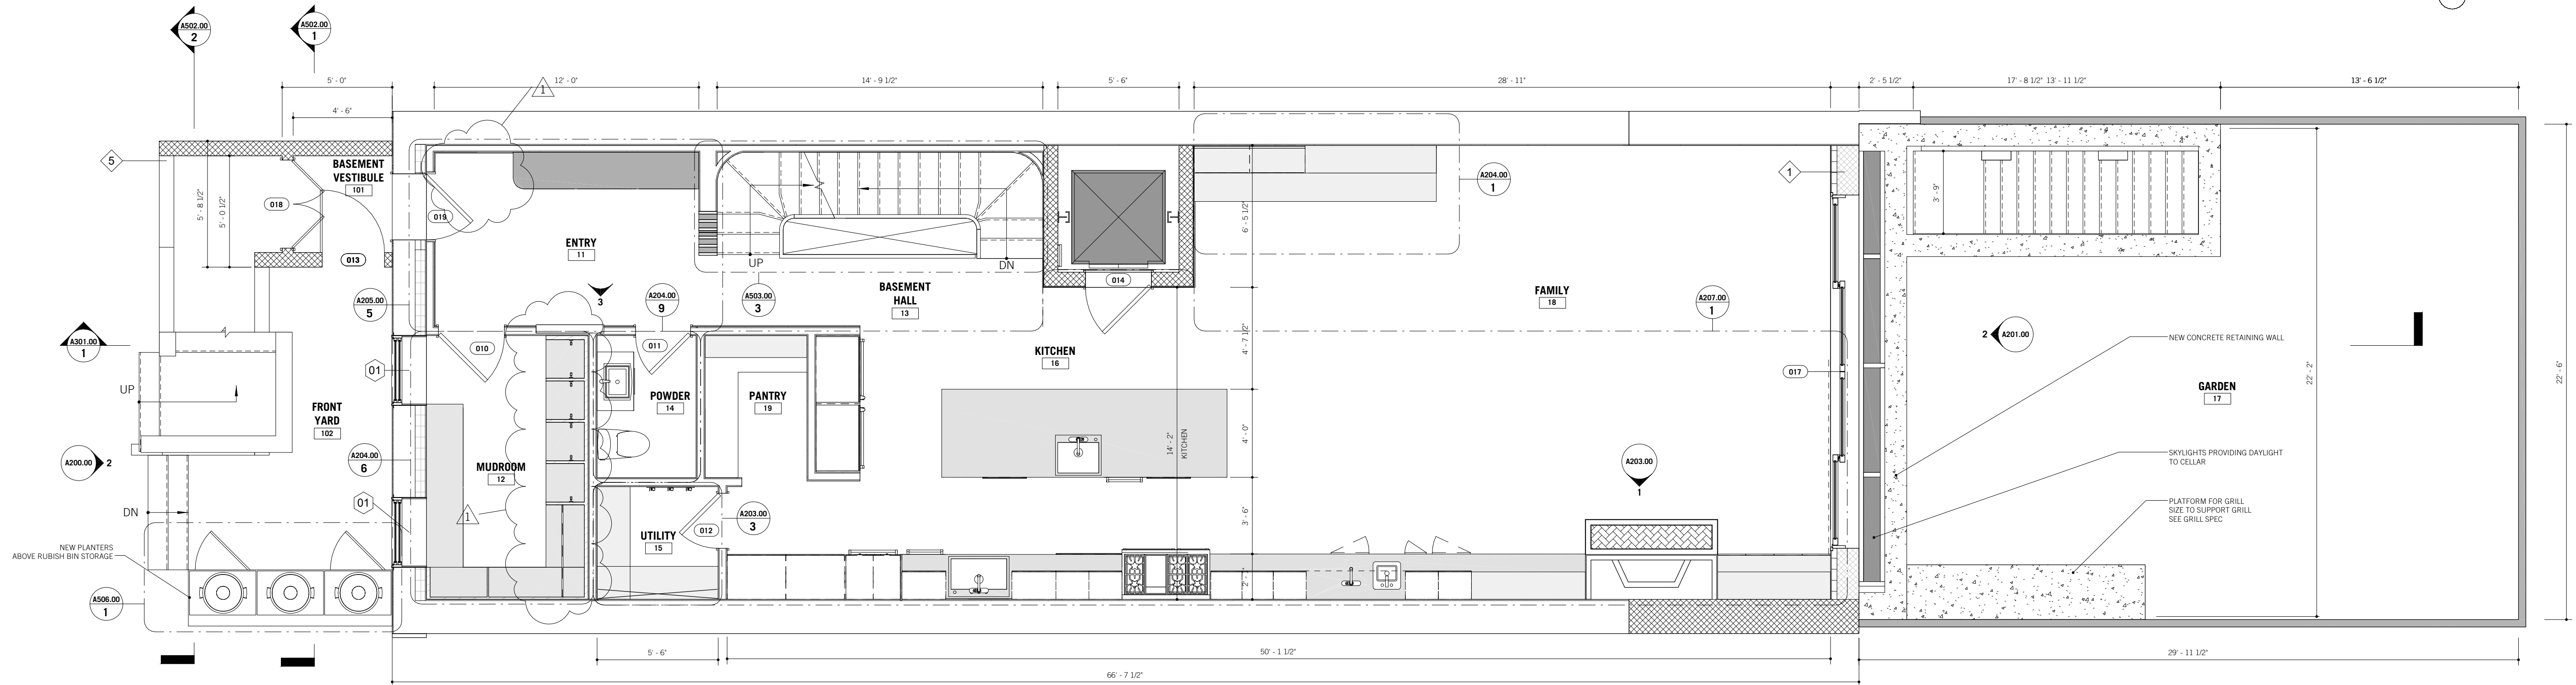 A502.00
2
A502.00
1
5' - 0"
12' - 0"
14' - 9 1/2"
5' - 6"
28' - 11"
2' - 5 1/2"
17' - 8 1/2" 13' - 11 1/2"
13' - 6 1/2"
1
4' - 6"
5
BASEMENT
VESTIBULE
101
018
5' - 8 1/2"
5' - 0 1/2"
013
019
ENTRY
11
UP
DN
014
A204.00
1
1
6' - 5 1/2"
3' - 9"
BASEMENT
HALL
13
FAMILY
18
A205.00
5
3
A204.00
9
A503.00
3
A207.00
1
A301.00
1
010
011
4' - 7 1/2"
KITCHEN
16
2
A201.00
NEW CONCRETE RETAINING WALL
01
017
UP
FRONT
YARD
102
POWDER
14
PANTRY
19
GARDEN
17
22' - 2"
22' - 6"
14' - 2"
KITCHEN
4' - 0"
A200.00
2
A204.00
6
MUDROOM
12
A203.00
1
SKYLIGHTS PROVIDING DAYLIGHT
TO CELLAR
01
1
DN
A203.00
3
012
UTILITY
15
3' - 6"
PLATFORM FOR GRILL
SIZE TO SUPPORT GRILL
SEE GRILL SPEC
NEW PLANTERS
ABOVE RUBISH BIN STORAGE
A506.00
1
5' - 6"
50' - 1 1/2"
29' - 11 1/2"
66' - 7 1/2"